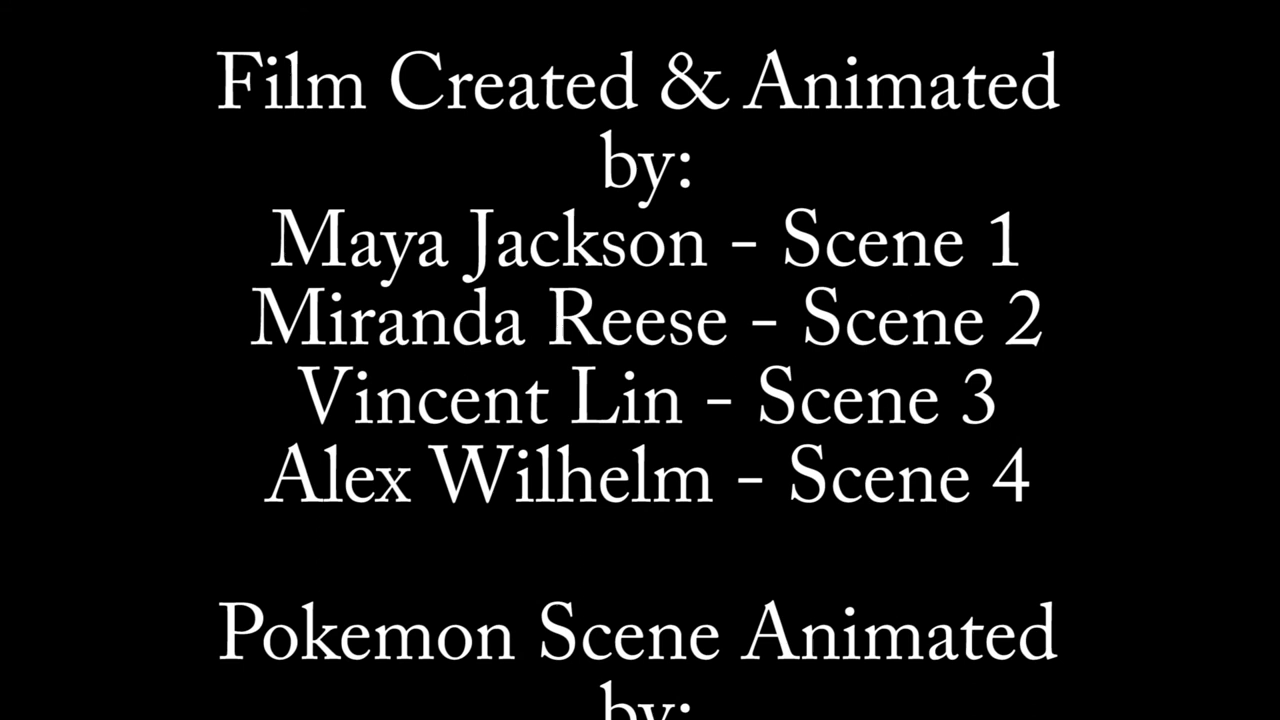 Film Created & Animated
by:
Maya Jackson - Scene 1
Miranda Reese - Scene 2
Vincent Lin - Scene 3
Alex Wilhelm - Scene 4
Pokemon Scene Animated
by: